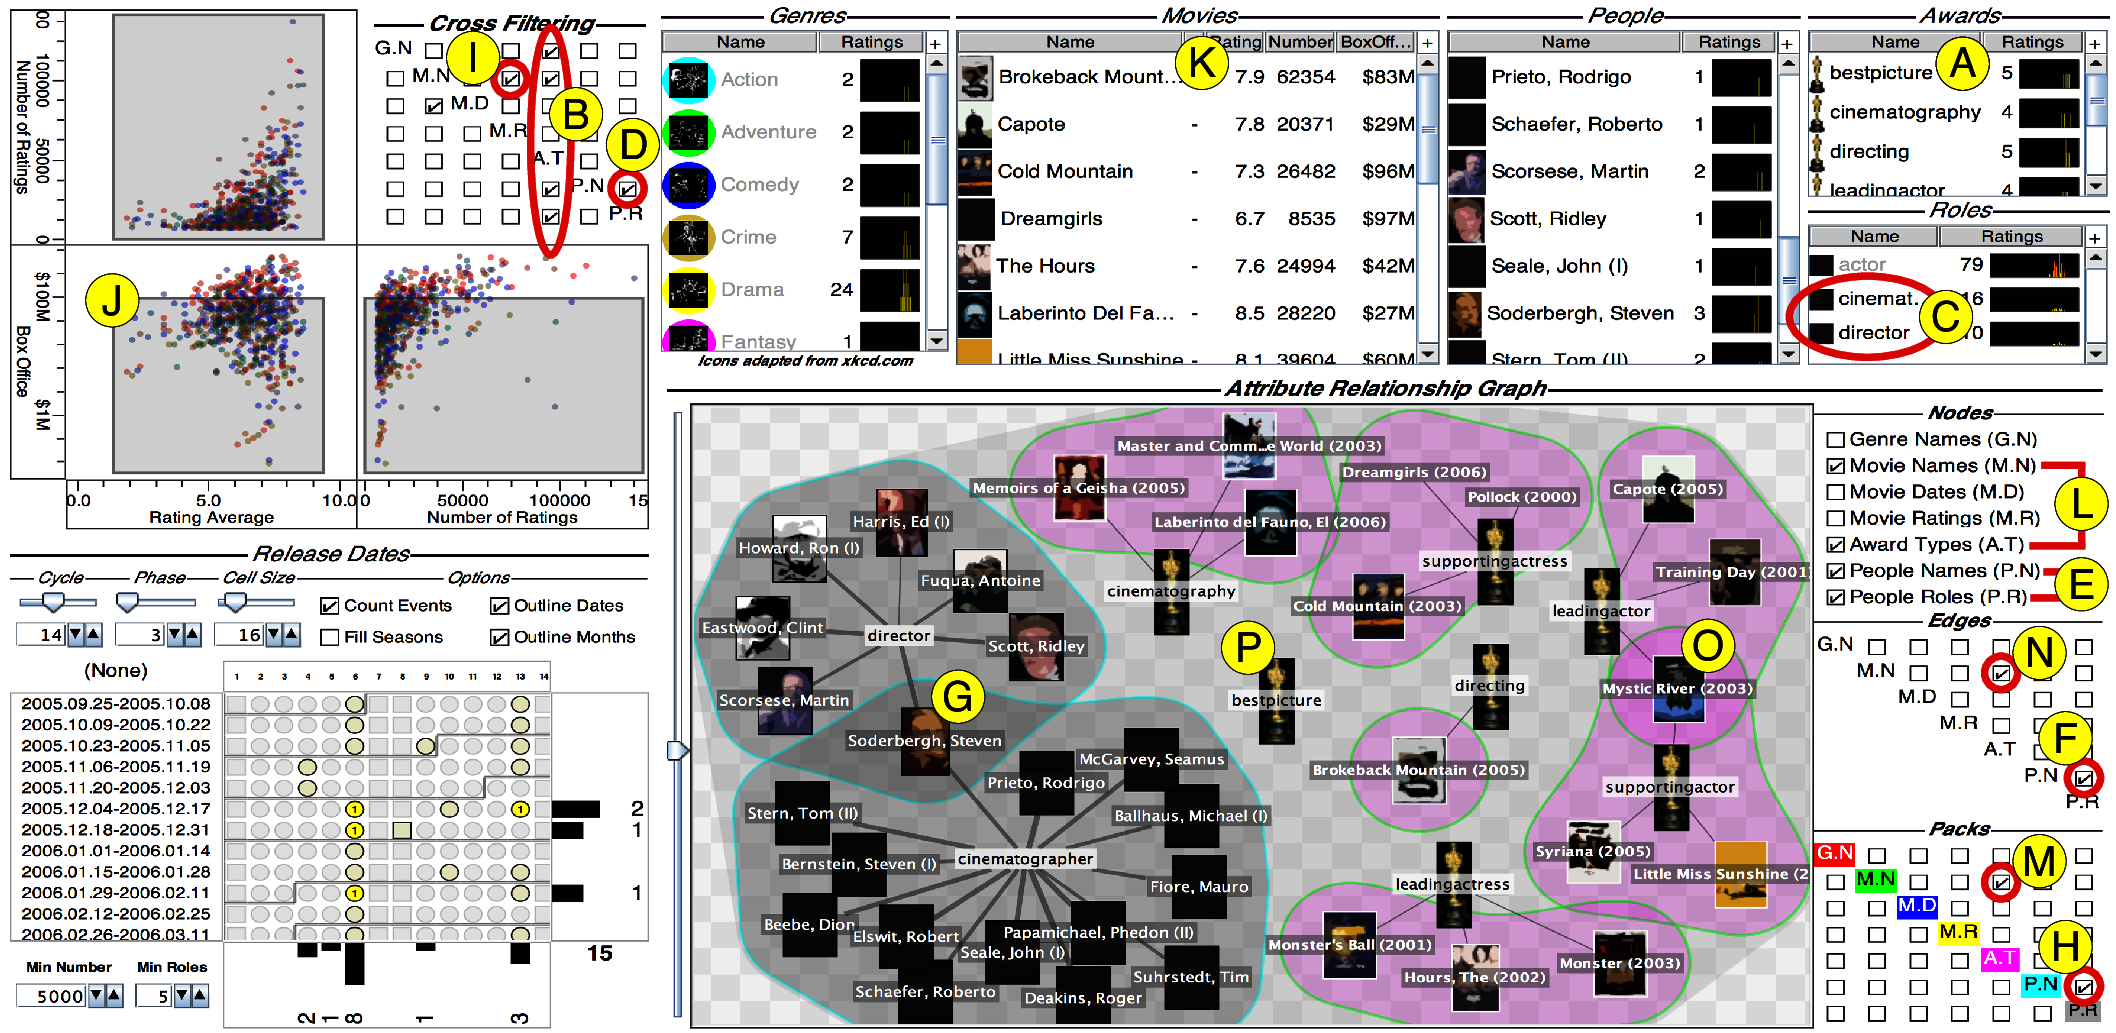 Cross Filtering
G.N
M.N
M.D
M.R
A.T
P.N
P.R
I
B
D
Number of Ratings
0
50000
100000
00
J
Box Office
$100M
$1M
0.0
5.0
10.0
Rating Average
0
50000
100000
15
Number of Ratings
Genres
Name Ratings +
Action 2
Adventure 2
Comedy 2
Crime 7
Drama 24
Fantasy 1
Icons adapted from xkcd.com
Movies
Name Rating Number BoxOff... +
K
Brokeback Mount... 7.9 62354 $83M
Capote - 7.8 20371 $29M
Cold Mountain - 7.3 26482 $96M
Dreamgirls - 6.7 8535 $97M
The Hours - 7.6 24994 $42M
Laberinto Del Fa... - 8.5 28220 $27M
Little Miss Sunshine - 8.1 39604 $60M
People
Name Ratings +
Prieto, Rodrigo 1
Schaefer, Roberto 1
Scorsese, Martin 2
Scott, Ridley 1
Seale, John (I) 1
Soderbergh, Steven 3
Stern, Tom (II) 2
Awards
Name Ratings +
A
bestpicture 5
cinematography 4
directing 5
leadingactor 4
Roles
Name Ratings +
actor 79
cinemat.. 16
director 0
C
Release Dates
Cycle Phase Cell Size Options
Count Events
Outline Dates
14 3 16
Fill Seasons
Outline Months
(None)
1 2 3 4 5 6 7 8 9 10 11 12 13 14
2005.09.25-2005.10.08
2005.10.09-2005.10.22
2005.10.23-2005.11.05
2005.11.06-2005.11.19
2005.11.20-2005.12.03
2005.12.04-2005.12.17 1 1 2
2005.12.18-2005.12.31 1 1
2006.01.01-2006.01.14
2006.01.15-2006.01.28
2006.01.29-2006.02.11 1 1
2006.02.12-2006.02.25
2006.02.26-2006.03.11
15
2 1 8 1 3
Min Number Min Roles
5000 5
Attribute Relationship Graph
Master and Comm...e World (2003)
Memoirs of a Geisha (2005)
Laberinto del Fauno, El (2006)
cinematography
Dreamgirls (2006)
Pollock (2000)
supportingactress
Cold Mountain (2003)
Capote (2005)
Training Day (2001)
leadingactor
O
Mystic River (2003)
Harris, Ed (I)
Howard, Ron (I)
Fuqua, Antoine
Eastwood, Clint
director
Scott, Ridley
Scorsese, Martin
G
Soderbergh, Steven
P
bestpicture
directing
Brokeback Mountain (2005)
supportingactor
Syriana (2005)
Little Miss Sunshine (2
McGarvey, Seamus
Prieto, Rodrigo
Stern, Tom (II)
Ballhaus, Michael (I)
Bernstein, Steven (I)
cinematographer
Fiore, Mauro
Beebe, Dion
Elswit, Robert
Papamichael, Phedon (II)
Seale, John (I)
Suhrstedt, Tim
Schaefer, Roberto
Deakins, Roger
leadingactress
Monster's Ball (2001)
Hours, The (2002)
Monster (2003)
Nodes
Genre Names (G.N)
Movie Names (M.N)
Movie Dates (M.D)
Movie Ratings (M.R)
Award Types (A.T)
People Names (P.N)
People Roles (P.R)
L
E
Edges
G.N
M.N
M.D
M.R
A.T
P.N
P.R
N
F
Packs
G.N
M.N
M.D
M.R
A.T
P.N
P.R
M
H